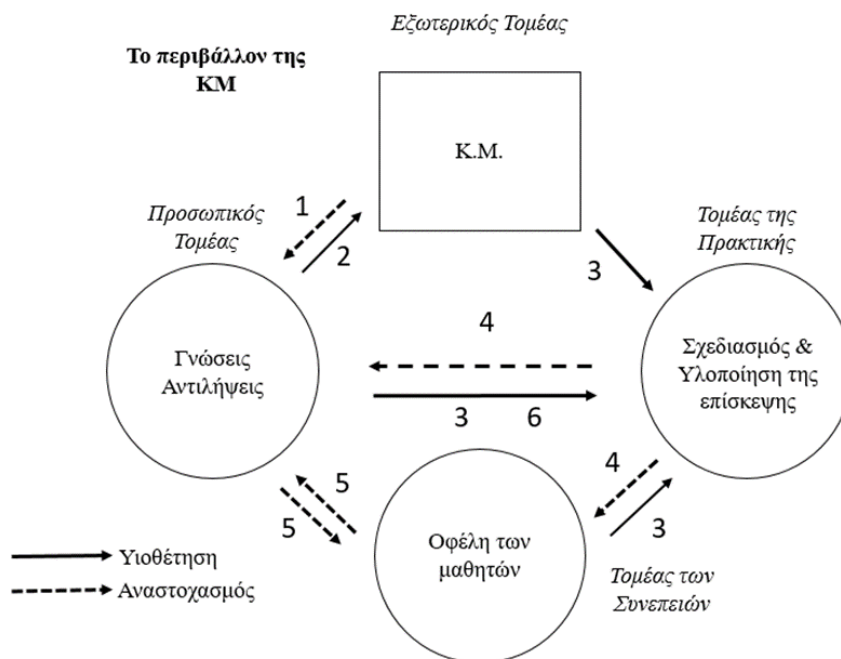 Εξωτερικός Τομέας
Το περιβάλλον της
ΚΜ
Κ.Μ.
Προσωπικός
Τομέας
1
2
Τομέας της
Πρακτικής
3
Γνώσεις
Αντιλήψεις
4
3 6
Σχεδιασμός &
Υλοποίηση της
επίσκεψης
5
5
4
3
Οφέλη των
μαθητών
Τομέας των
Συνεπειών
Υιοθέτηση
Αναστοχασμός